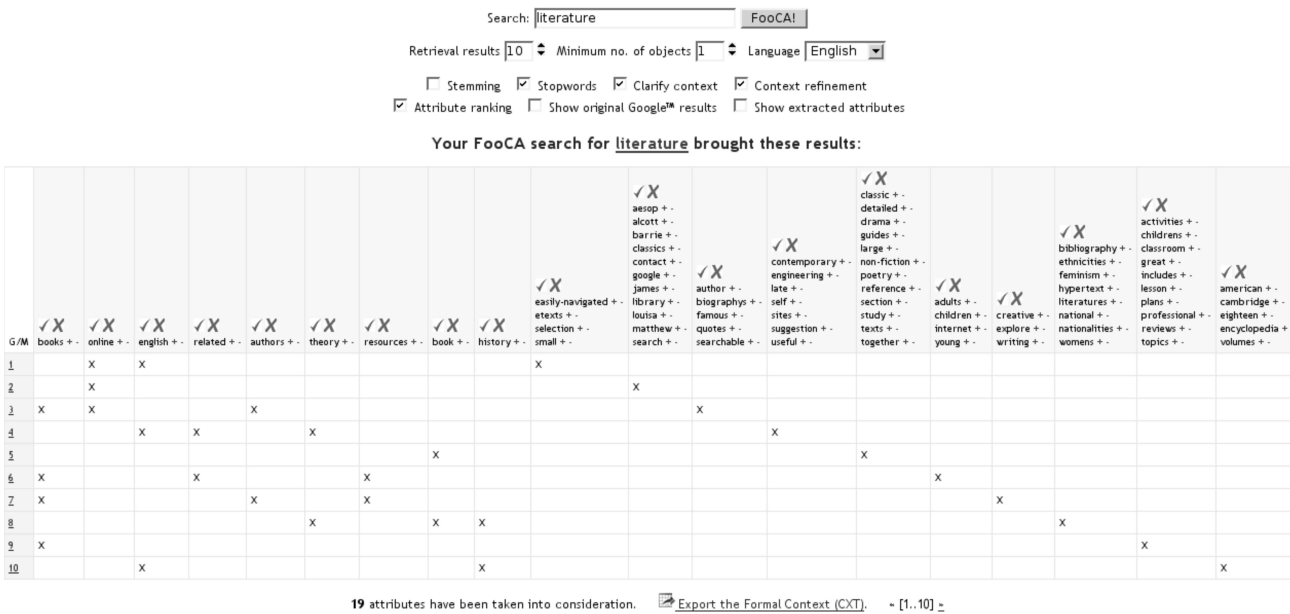 Search: literature FooCA!
Retrieval results 10 Minimum no. of objects 1 Language English
Stemming Stopwords Clarify context Context refinement
Attribute ranking Show original Google™ results Show extracted attributes
Your FooCA search for literature brought these results:
G/M
books + -
online + -
english + -
related + -
authors + -
theory + -
resources + -
book + -
history + -
easily-navigated + -
etexts + -
selection + -
small + -
aesop + -
alcott + -
barrie + -
classics + -
contact + -
google + -
james + -
library + -
louisa + -
matthew + -
search + -
author + -
biographys + -
famous + -
quotes + -
searchable + -
contemporary + -
engineering + -
late + -
self + -
sites + -
suggestion + -
useful + -
classic + -
detailed + -
drama + -
guides + -
large + -
non-fiction + -
poetry + -
reference + -
section + -
study + -
texts + -
together + -
adults + -
children + -
internet + -
young + -
creative + -
explore + -
writing + -
bibliography + -
ethnicities + -
feminism + -
hypertext + -
literatures + -
national + -
nationalities + -
womens + -
activities + -
childrens + -
classroom + -
great + -
includes + -
lesson + -
plans + -
professional + -
reviews + -
topics + -
american + -
cambridge + -
eighteen + -
encyclopedia +
volumes + -
1 X X X
2 X X
3 X X X X
4 X X X X
5 X X
6 X X X X
7 X X X X
8 X X X X
9 X X
10 X X X
19 attributes have been taken into consideration. Export the Formal Context (CXT). « [1..10] »